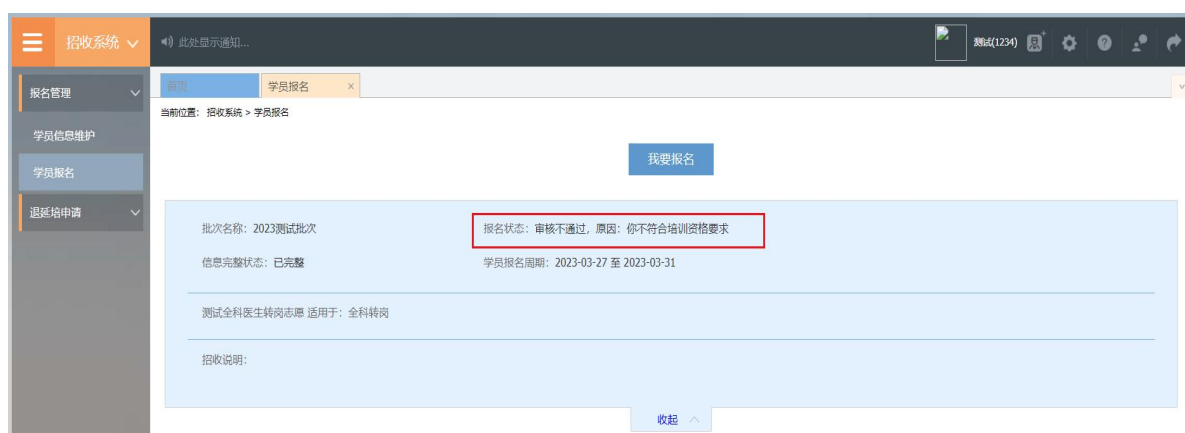 招收系统
此处显示通知...
测试(1234)
报名管理
学员信息维护
学员报名
退延培申请
首页
学员报名 ×
当前位置: 招收系统 > 学员报名
我要报名
批次名称: 2023测试批次
报名状态: 审核不通过, 原因: 你不符合培训资格要求
信息完整状态: 已完整
学员报名周期: 2023-03-27 至 2023-03-31
测试全科医生转岗志愿 适用于: 全科转岗
招收说明:
收起